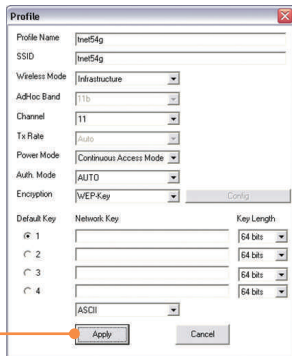 Profile
Profile Name tnet54g
SSID tnet54g
Wireless Mode Infrastructure
AdHoc Band 11b
Channel 11
Tx Rate Auto
Power Mode Continuous Access Mode
Auth. Mode AUTO
Encryption WEP-Key Config
Default Key Network Key Key Length
1 64 bits
2 64 bits
3 64 bits
4 64 bits
ASCII
Apply Cancel